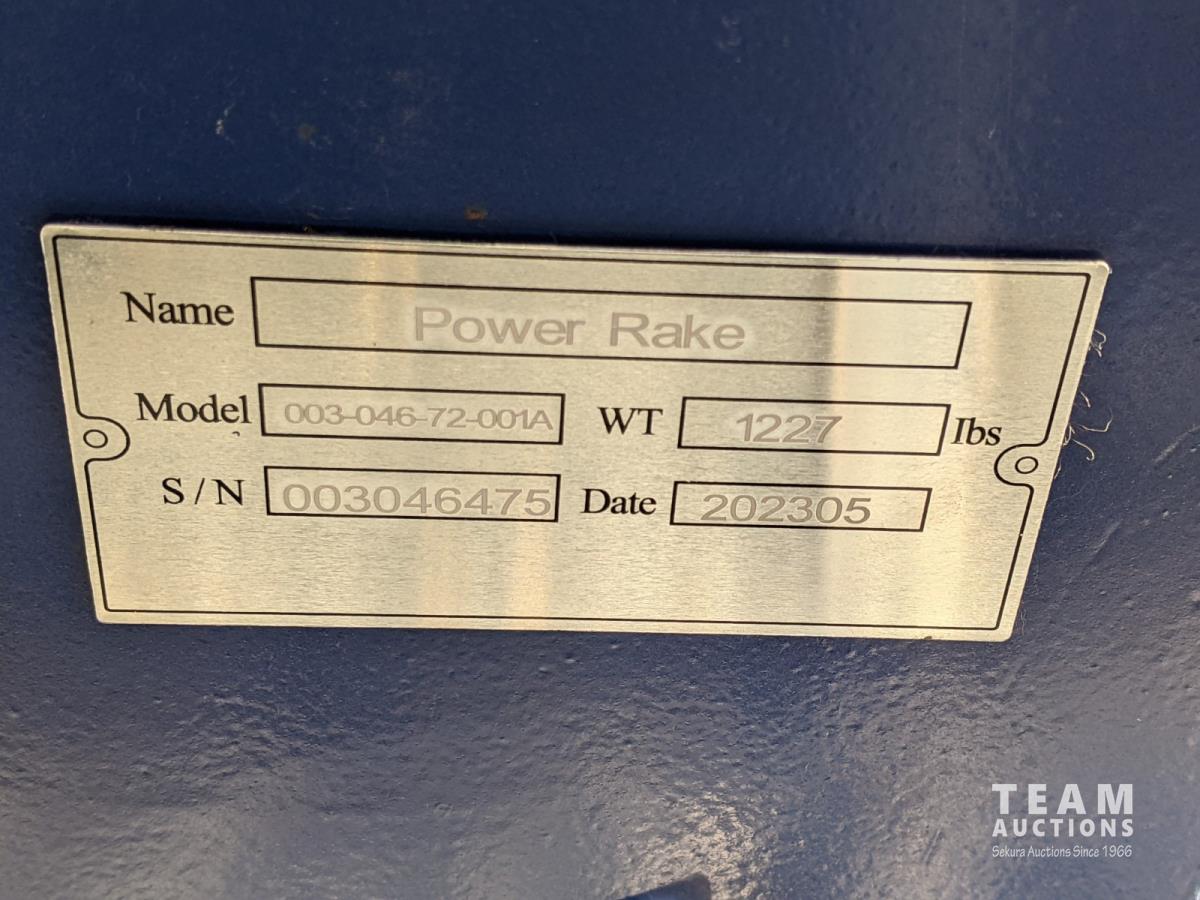 Name Power Rake
Model 003-046-72-001A WT 1227 Ibs
S/N 003046475 Date 202305
TEAM
AUCTIONS
Sekura Auctions Since 1966